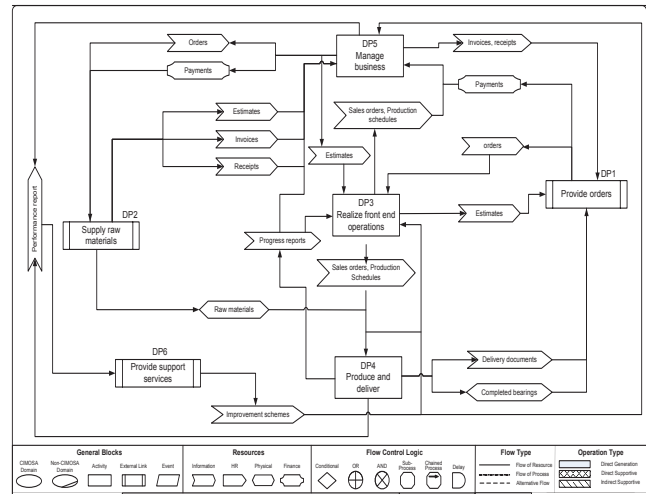 Orders
DP5
Manage
business
Invoices, receipts
Payments
Payments
Estimates
Sales orders, Production
schedules
Invoices
orders
Estimates
Receipts
DP1
Provide orders
DP2
Supply raw
materials
DP3
Realize front end
operations
Estimates
Performance report
Progress reports
Sales orders, Production
Schedules
Raw materials
DP6
Provide support
services
DP4
Produce and
deliver
Delivery documents
Completed bearings
Improvement schemes
General Blocks
Resources
Flow Control Logic
Flow Type
Operation Type
CIMOSA
Domain
Non-CIMOSA
Domain
Activity
External Link
Event
Information
HR
Physical
Finance
Conditional
OR
AND
Sub-
Process
Chained
Process
Delay
Flow of Resource
Flow of Process
Alternative Flow
Direct Generation
Direct Supportive
Indirect Supportive